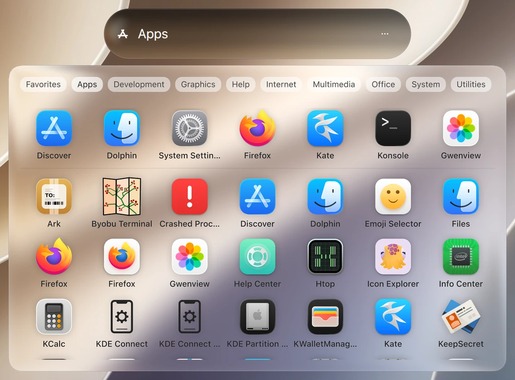 Apps
Favorites Apps Development Graphics Help Internet Multimedia Office System Utilities
Discover Dolphin System Settin... Firefox Kate Konsole Gwenview
TO:
Ark Byobu Terminal Crashed Proc... Discover Dolphin Emoji Selector Files
Firefox Firefox Gwenview Help Center Htop Icon Explorer Info Center
KCalc KDE Connect KDE Connect ... KDE Partition ... KWalletManag... Kate KeepSecret